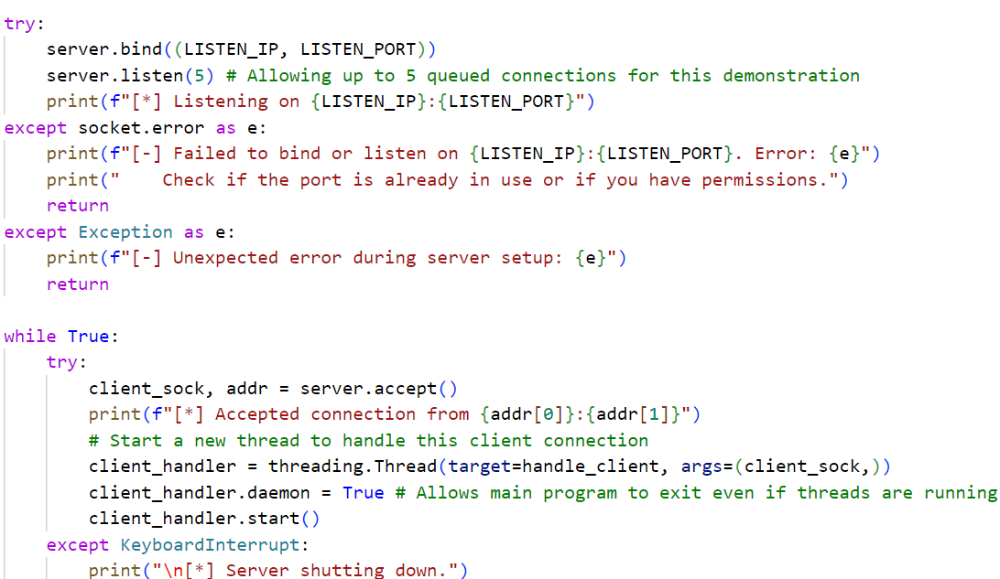 try:
    server.bind((LISTEN_IP, LISTEN_PORT))
    server.listen(5) # Allowing up to 5 queued connections for this demonstration
    print(f"[*] Listening on {LISTEN_IP}:{LISTEN_PORT}")
except socket.error as e:
    print(f"[-] Failed to bind or listen on {LISTEN_IP}:{LISTEN_PORT}. Error: {e}")
    print("    Check if the port is already in use or if you have permissions.")
    return
except Exception as e:
    print(f"[-] Unexpected error during server setup: {e}")
    return

while True:
    try:
        client_sock, addr = server.accept()
        print(f"[*] Accepted connection from {addr[0]}:{addr[1]}")
        # Start a new thread to handle this client connection
        client_handler = threading.Thread(target=handle_client, args=(client_sock,))
        client_handler.daemon = True # Allows main program to exit even if threads are running
        client_handler.start()
    except KeyboardInterrupt:
        print("\n[*] Server shutting down.")